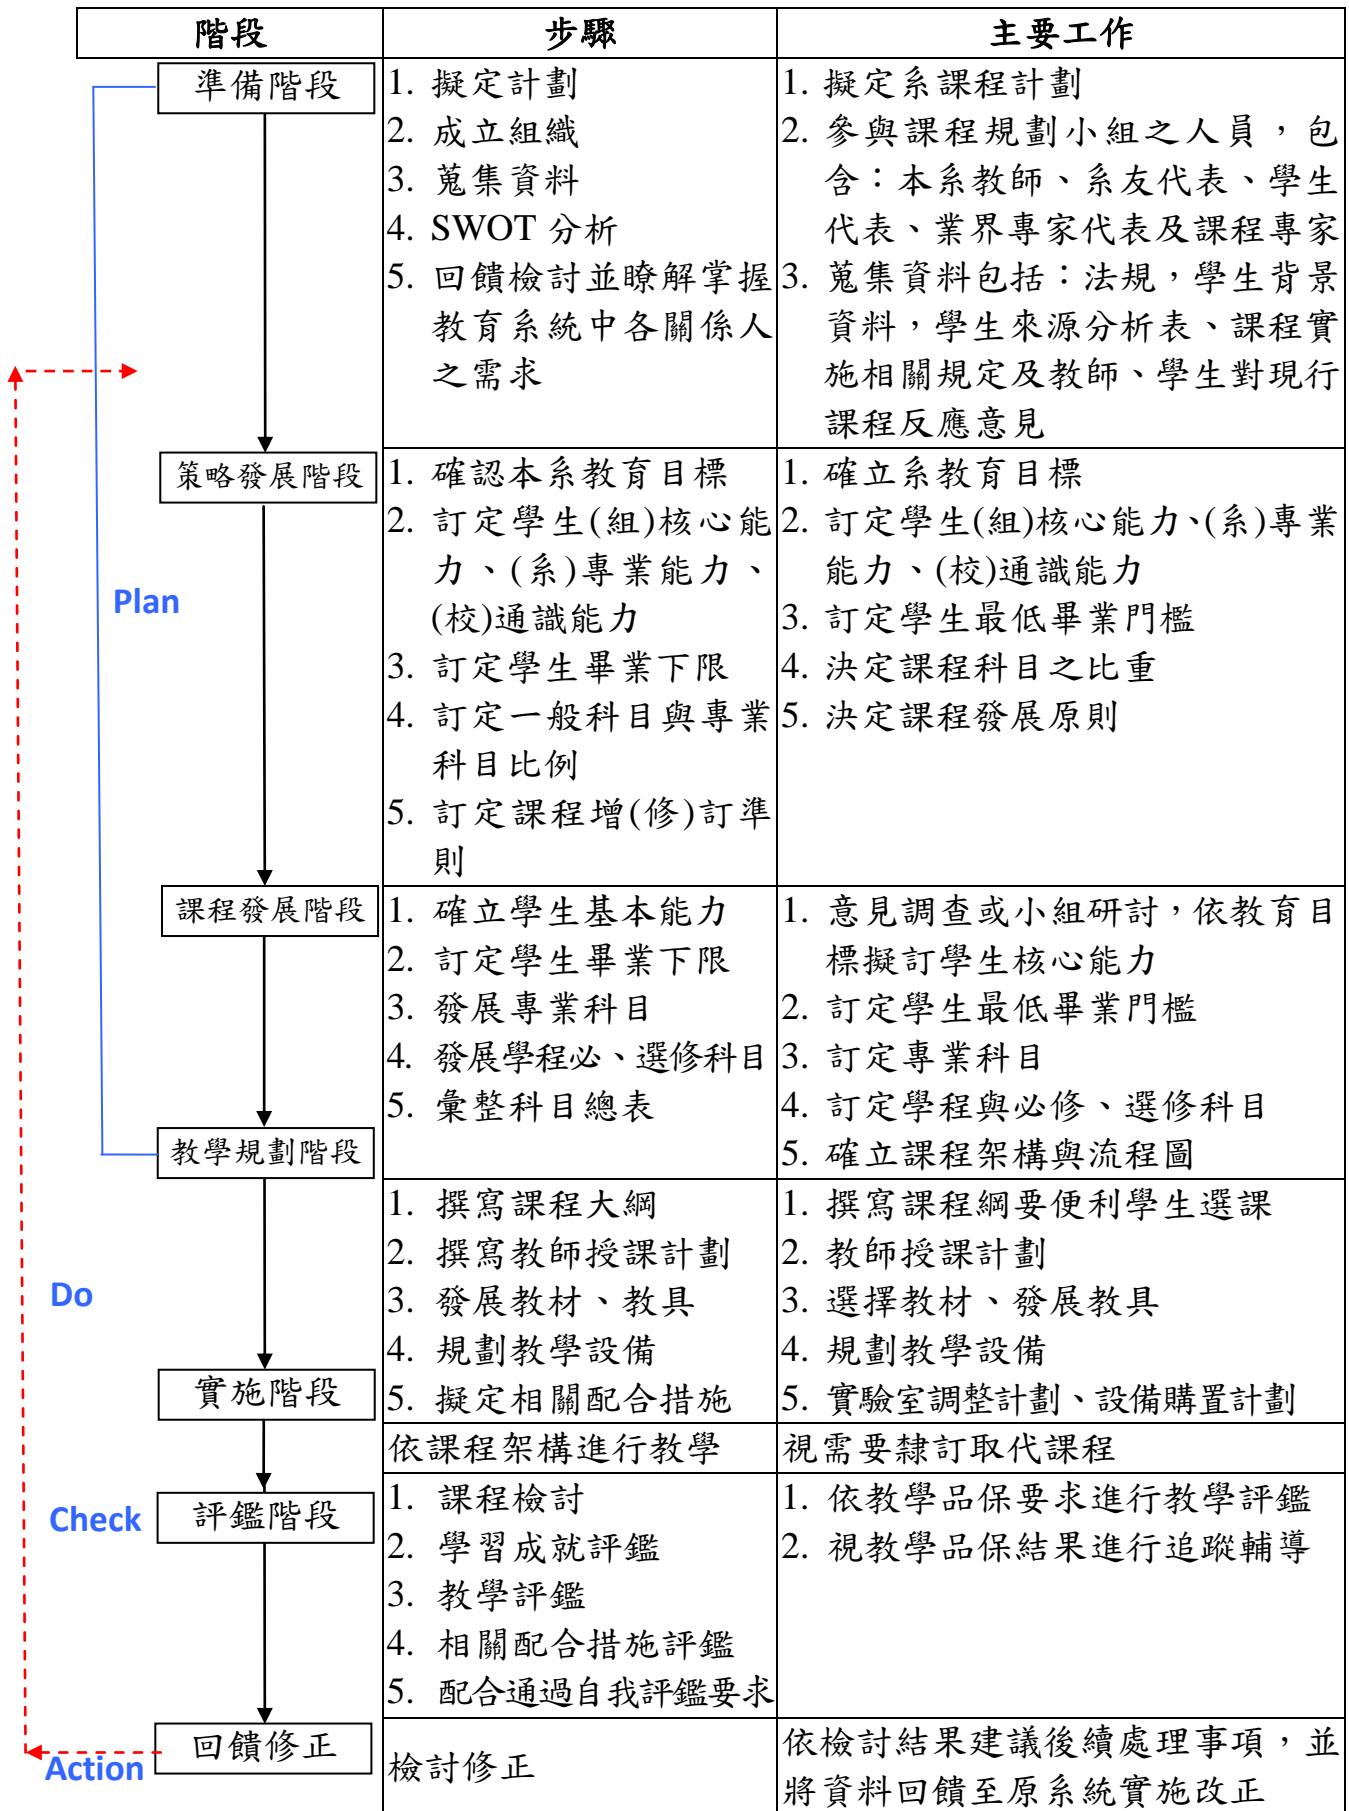 階段 步驟 主要工作
準備階段
1. 擬定計劃
2. 成立組織
3. 蒐集資料
4. SWOT 分析
5. 回饋檢討並瞭解掌握
教育系統中各關係人
之需求
1. 擬定系課程計劃
2. 參與課程規劃小組之人員，包
含：本系教師、系友代表、學生
代表、業界專家代表及課程專家
3. 蒐集資料包括：法規，學生背景
資料，學生來源分析表、課程實
施相關規定及教師、學生對現行
課程反應意見
策略發展階段
1. 確認本系教育目標
2. 訂定學生(組)核心能
力、(系)專業能力、
(校)通識能力
3. 訂定學生畢業下限
4. 訂定一般科目與專業
科目比例
5. 訂定課程增(修)訂準
則
1. 確立系教育目標
2. 訂定學生(組)核心能力、(系)專業
能力、(校)通識能力
3. 訂定學生最低畢業門檻
4. 決定課程科目之比重
5. 決定課程發展原則
Plan
課程發展階段
1. 確立學生基本能力
2. 訂定學生畢業下限
3. 發展專業科目
4. 發展學程必、選修科目
5. 彙整科目總表
1. 意見調查或小組研討，依教育目
標擬訂學生核心能力
2. 訂定學生最低畢業門檻
3. 訂定專業科目
4. 訂定學程與必修、選修科目
5. 確立課程架構與流程圖
教學規劃階段
1. 撰寫課程大綱
2. 撰寫教師授課計劃
3. 發展教材、教具
4. 規劃教學設備
5. 擬定相關配合措施
1. 撰寫課程綱要便利學生選課
2. 教師授課計劃
3. 選擇教材、發展教具
4. 規劃教學設備
5. 實驗室調整計劃、設備購置計劃
Do
實施階段
依課程架構進行教學
視需要隸訂取代課程
Check
評鑑階段
1. 課程檢討
2. 學習成就評鑑
3. 教學評鑑
4. 相關配合措施評鑑
5. 配合通過自我評鑑要求
1. 依教學品保要求進行教學評鑑
2. 視教學品保結果進行追蹤輔導
Action
回饋修正
檢討修正
依檢討結果建議後續處理事項，並
將資料回饋至原系統實施改正